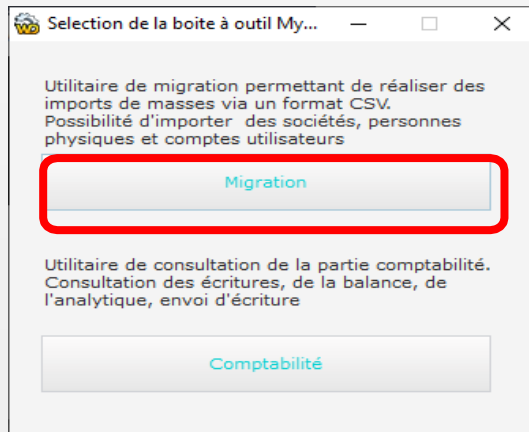 Selection de la boite à outil My...
Utilitaire de migration permettant de réaliser des
imports de masses via un format CSV.
Possibilité d'importer des sociétés, personnes
physiques et comptes utilisateurs
Migration
Utilitaire de consultation de la partie comptabilité.
Consultation des écritures, de la balance, de
l'analytique, envoi d'écriture
Comptabilité